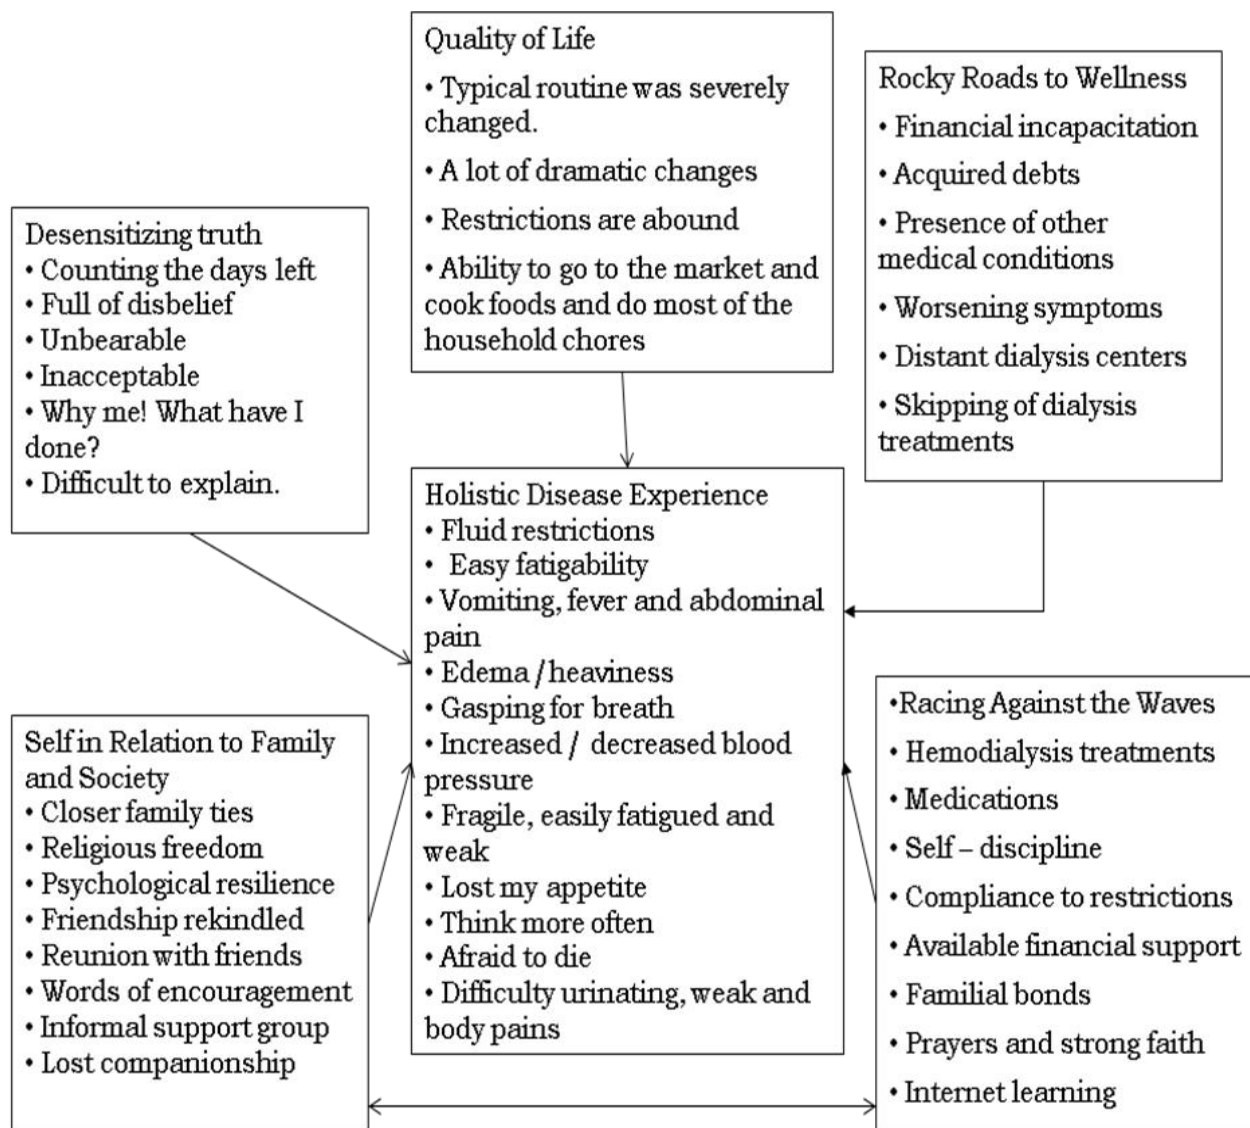 Quality of Life
• Typical routine was severely
changed.
• A lot of dramatic changes
• Restrictions are abound
• Ability to go to the market and
cook foods and do most of the
household chores
Rocky Roads to Wellness
• Financial incapacitation
• Acquired debts
• Presence of other
medical conditions
• Worsening symptoms
• Distant dialysis centers
• Skipping of dialysis
treatments
Desensitizing truth
• Counting the days left
• Full of disbelief
• Unbearable
• Inacceptable
• Why me! What have I
done?
• Difficult to explain.
Holistic Disease Experience
• Fluid restrictions
• Easy fatigability
• Vomiting, fever and abdominal
pain
• Edema / heaviness
• Gasping for breath
• Increased / decreased blood
pressure
• Fragile, easily fatigued and
weak
• Lost my appetite
• Think more often
• Afraid to die
• Difficulty urinating, weak and
body pains
Self in Relation to Family
and Society
• Closer family ties
• Religious freedom
• Psychological resilience
• Friendship rekindled
• Reunion with friends
• Words of encouragement
• Informal support group
• Lost companionship
•Racing Against the Waves
• Hemodialysis treatments
• Medications
• Self – discipline
• Compliance to restrictions
• Available financial support
• Familial bonds
• Prayers and strong faith
• Internet learning